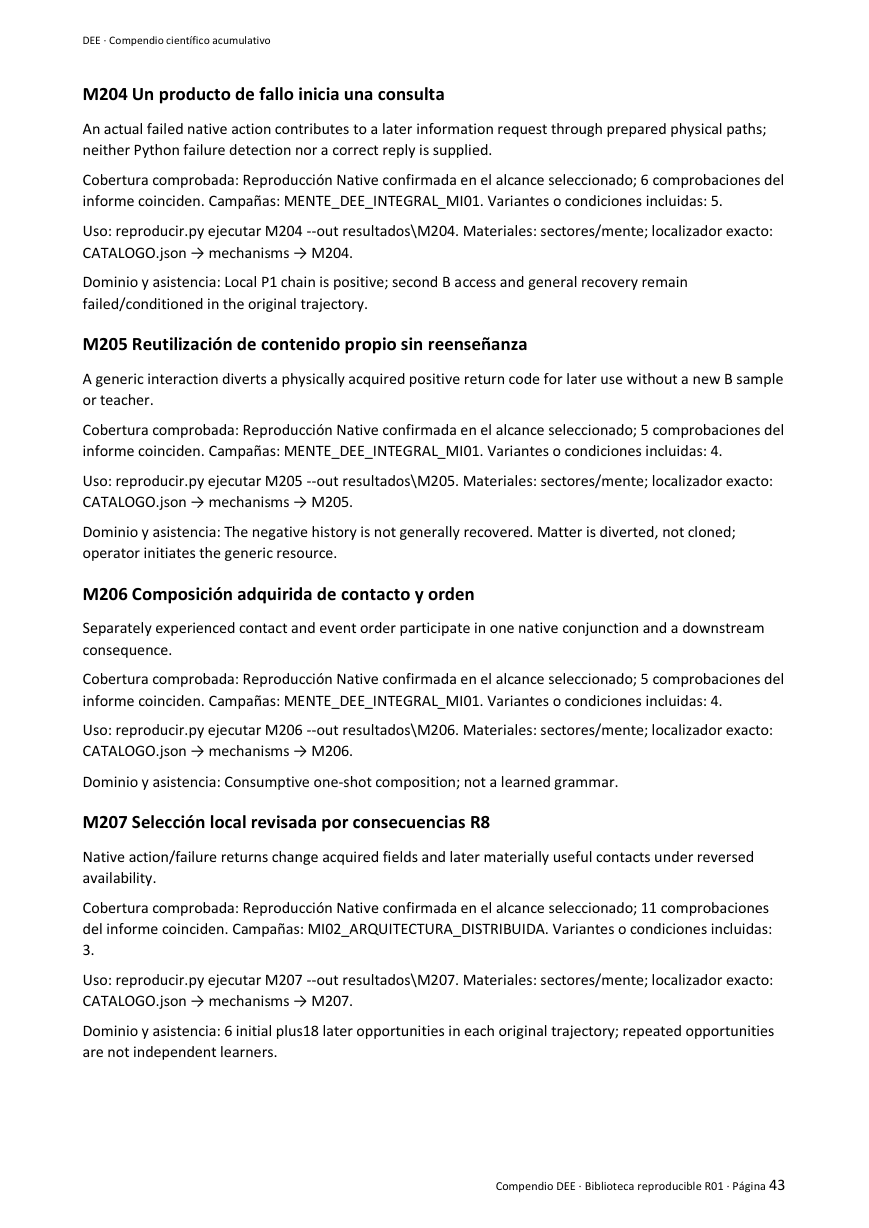 DEE · Compendio científico acumulativo
M204 Un producto de fallo inicia una consulta
An actual failed native action contributes to a later information request through prepared physical paths;
neither Python failure detection nor a correct reply is supplied.
Cobertura comprobada: Reproducción Native confirmada en el alcance seleccionado; 6 comprobaciones del
informe coinciden. Campañas: MENTE_DEE_INTEGRAL_MI01. Variantes o condiciones incluidas: 5.
Uso: reproducir.py ejecutar M204 --out resultados\M204. Materiales: sectores/mente; localizador exacto:
CATALOGO.json → mechanisms → M204.
Dominio y asistencia: Local P1 chain is positive; second B access and general recovery remain
failed/conditioned in the original trajectory.
M205 Reutilización de contenido propio sin reenseñanza
A generic interaction diverts a physically acquired positive return code for later use without a new B sample
or teacher.
Cobertura comprobada: Reproducción Native confirmada en el alcance seleccionado; 5 comprobaciones del
informe coinciden. Campañas: MENTE_DEE_INTEGRAL_MI01. Variantes o condiciones incluidas: 4.
Uso: reproducir.py ejecutar M205 --out resultados\M205. Materiales: sectores/mente; localizador exacto:
CATALOGO.json → mechanisms → M205.
Dominio y asistencia: The negative history is not generally recovered. Matter is diverted, not cloned;
operator initiates the generic resource.
M206 Composición adquirida de contacto y orden
Separately experienced contact and event order participate in one native conjunction and a downstream
consequence.
Cobertura comprobada: Reproducción Native confirmada en el alcance seleccionado; 5 comprobaciones del
informe coinciden. Campañas: MENTE_DEE_INTEGRAL_MI01. Variantes o condiciones incluidas: 4.
Uso: reproducir.py ejecutar M206 --out resultados\M206. Materiales: sectores/mente; localizador exacto:
CATALOGO.json → mechanisms → M206.
Dominio y asistencia: Consumptive one-shot composition; not a learned grammar.
M207 Selección local revisada por consecuencias R8
Native action/failure returns change acquired fields and later materially useful contacts under reversed
availability.
Cobertura comprobada: Reproducción Native confirmada en el alcance seleccionado; 11 comprobaciones
del informe coinciden. Campañas: MI02_ARQUITECTURA_DISTRIBUIDA. Variantes o condiciones incluidas:
3.
Uso: reproducir.py ejecutar M207 --out resultados\M207. Materiales: sectores/mente; localizador exacto:
CATALOGO.json → mechanisms → M207.
Dominio y asistencia: 6 initial plus18 later opportunities in each original trajectory; repeated opportunities
are not independent learners.
Compendio DEE · Biblioteca reproducible R01 · Página 43